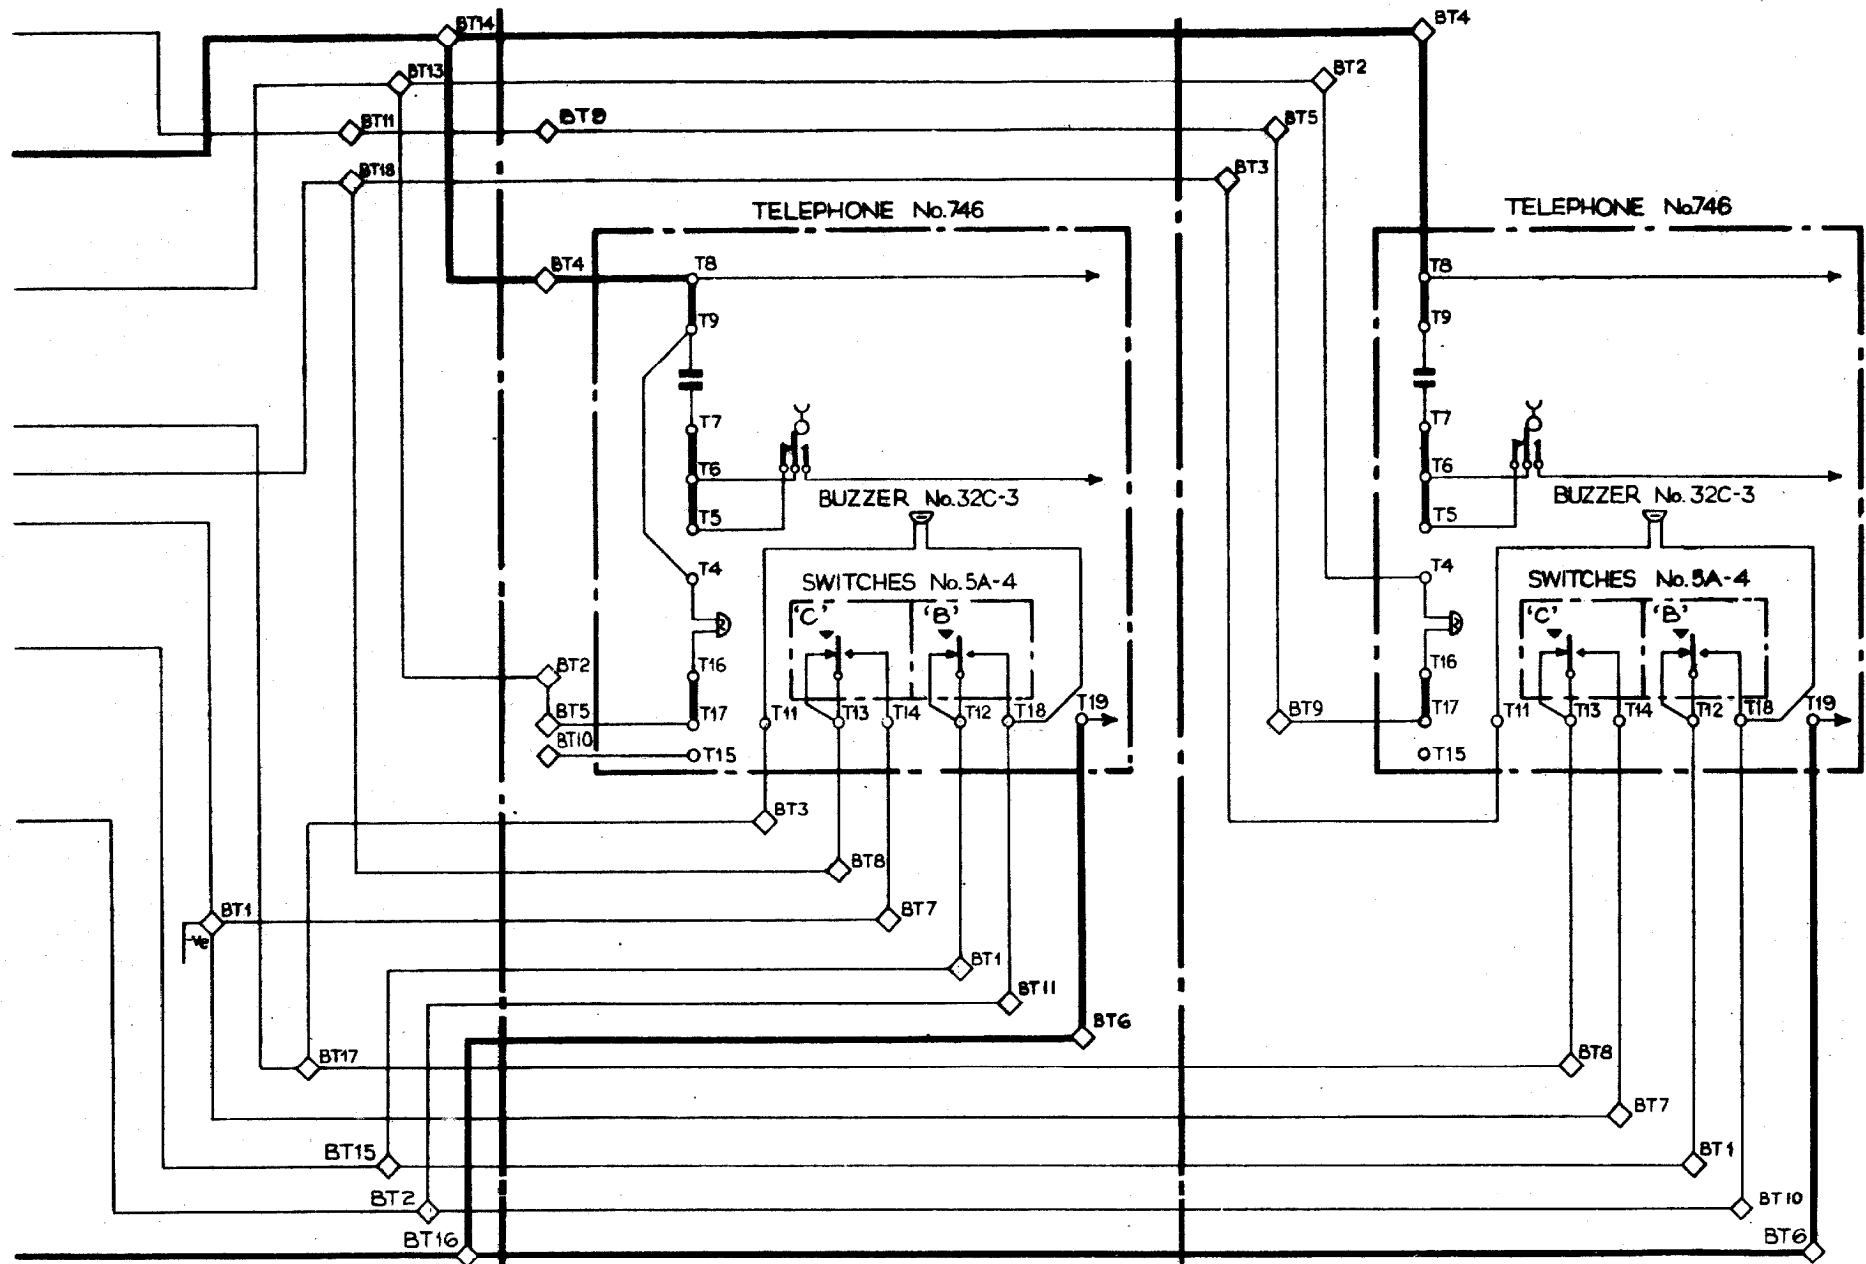 BT14
BT4
BT13
BT2
BT11
BT9
BT5
BT18
BT3
TELEPHONE No.746
TELEPHONE No.746
BT4
T8
T8
T9
T9
T7
T7
T6
T6
BUZZER No.32C-3
BUZZER No.32C-3
T5
T5
T4
T4
SWITCHES No.5A-4
SWITCHES No.5A-4
'C'
'B'
'C'
'B'
T16
T16
BT2
BT5
T17
T11
T13
T14
T12
T18
T19
BT9
T17
T11
T13
T14
T12
T18
T19
BT10
T15
T15
BT3
BT8
BT1
BT7
-Ve
BT1
BT11
BT6
BT17
BT8
BT7
BT15
BT1
BT2
BT10
BT16
BT6